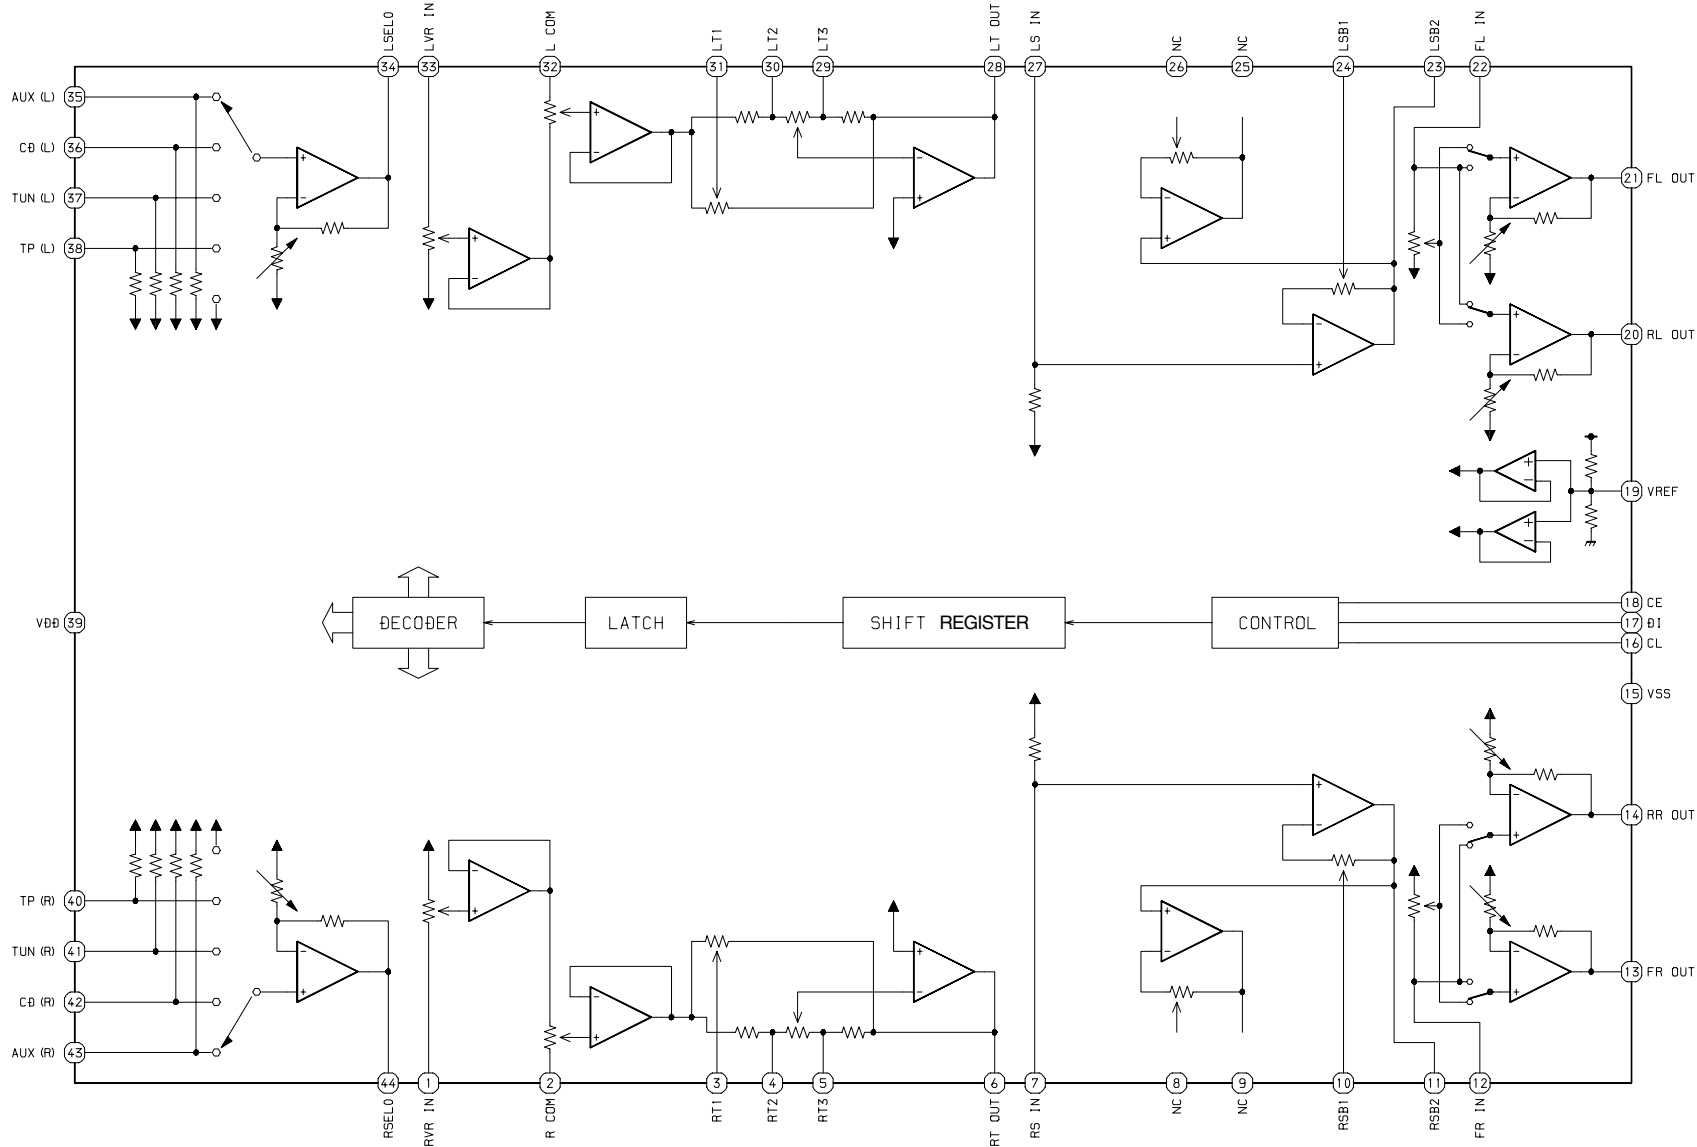 LSELO
LVR IN
L COM
LT1
LT2
LT3
LT OUT
LS IN
NC
NC
LSB1
LSB2
FL IN
34
33
32
31
30
29
28
27
26
25
24
23
22
AUX (L) 35
CD (L) 36
TUN (L) 37
TP (L) 38
21 FL OUT
20 RL OUT
19 VREF
18 CE
17 DI
16 CL
15 VSS
VDD 39
DECODER
LATCH
SHIFT REGISTER
CONTROL
TP (R) 40
TUN (R) 41
CD (R) 42
AUX (R) 43
14 RR OUT
13 FR OUT
44
1
2
3
4
5
6
7
8
9
10
11
12
RSELO
RVR IN
R COM
RT1
RT2
RT3
RT OUT
RS IN
NC
NC
RSB1
RSB2
FR IN